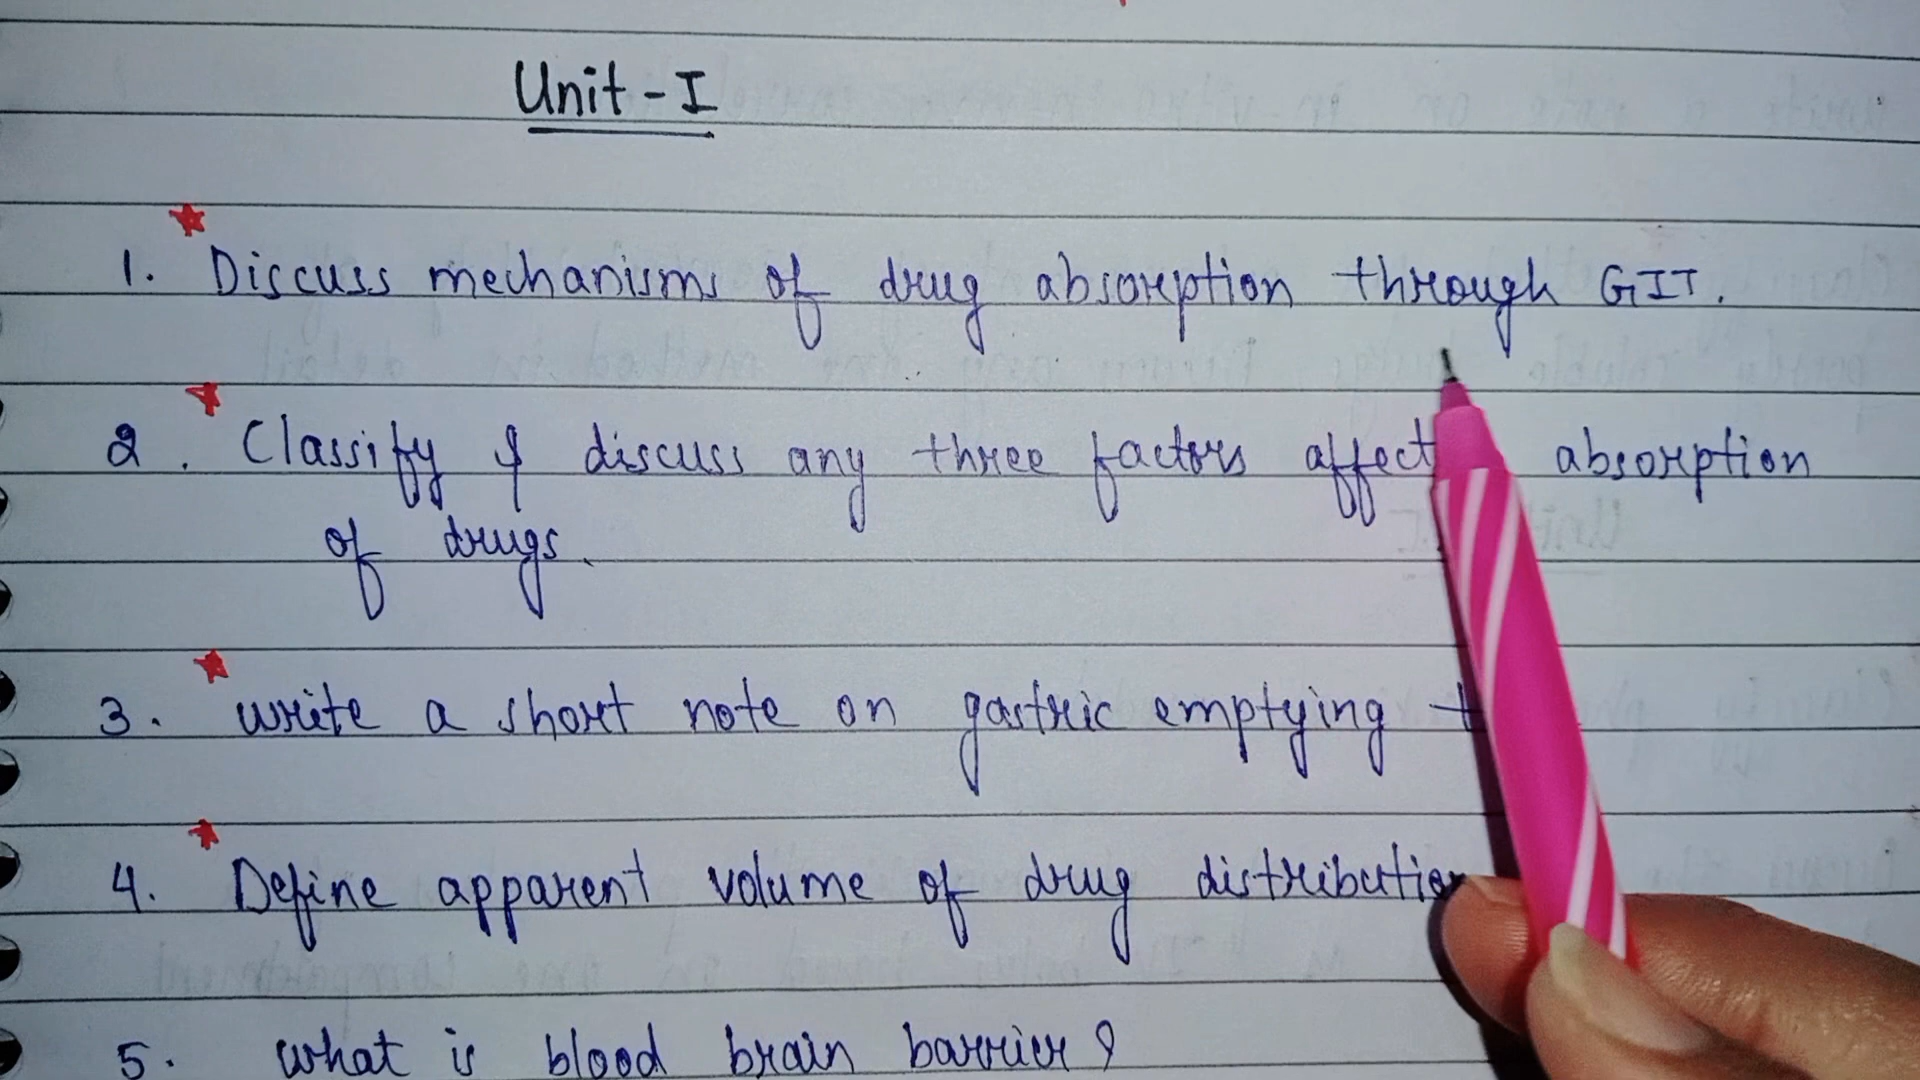 Unit-I
1. Discuss mechanisms of drug absorption through GIT.
2. Classify & discuss any three factors affect absorption
of drugs.
3. write a short note on gastric emptying
4. Define apparent volume of drug distribution
5. what is blood brain barrier?